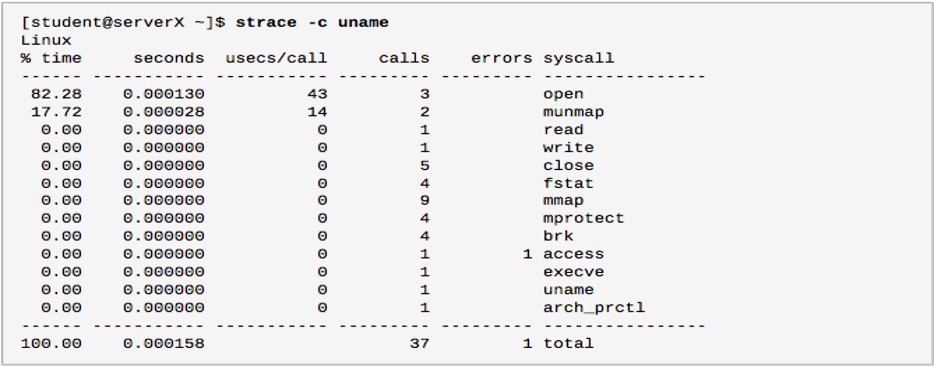 [student@serverX ~]$ strace -c uname
Linux
% time     seconds  usecs/call     calls    errors syscall
------ ----------- ----------- --------- --------- ----------------
 82.28    0.000130          43         3           open
 17.72    0.000028          14         2           munmap
  0.00    0.000000           0         1           read
  0.00    0.000000           0         1           write
  0.00    0.000000           0         5           close
  0.00    0.000000           0         4           fstat
  0.00    0.000000           0         9           mmap
  0.00    0.000000           0         4           mprotect
  0.00    0.000000           0         4           brk
  0.00    0.000000           0         1         1 access
  0.00    0.000000           0         1           execve
  0.00    0.000000           0         1           uname
  0.00    0.000000           0         1           arch_prctl
------ ----------- ----------- --------- --------- ----------------
100.00    0.000158                    37         1 total